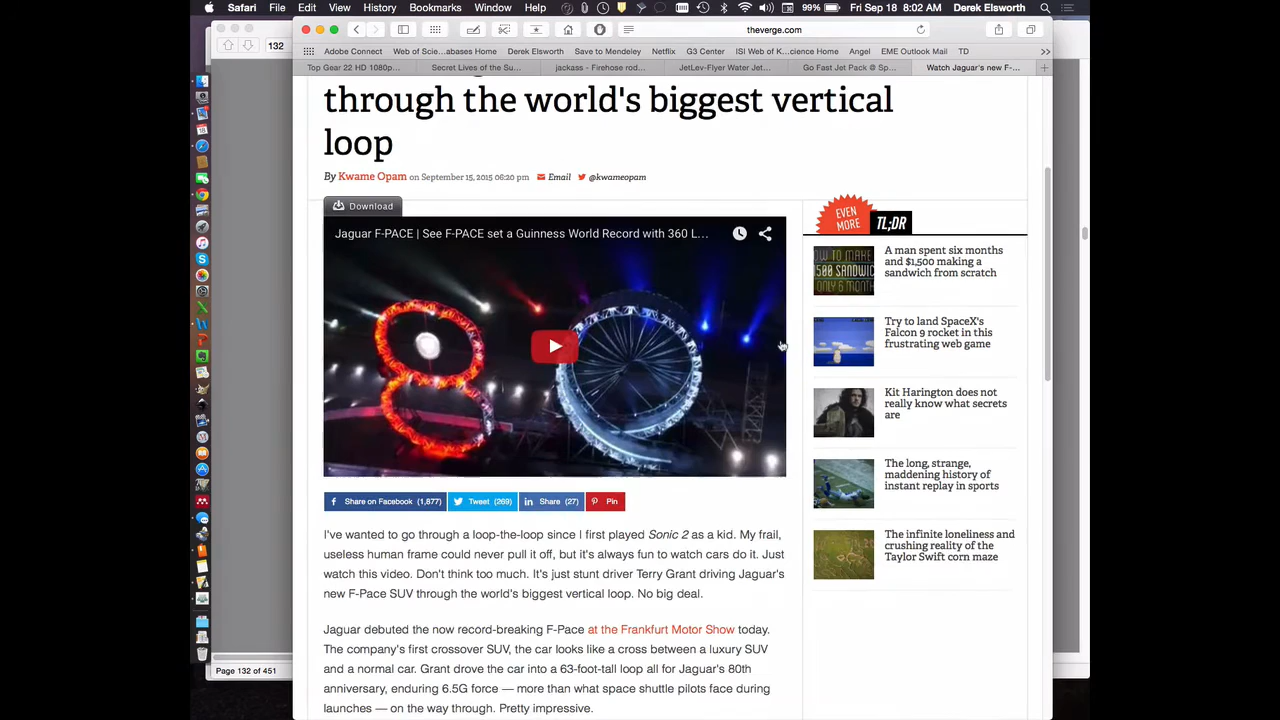 Safari File Edit View History Bookmarks Window Help 99% Fri Sep 18 8:02 AM Derek Elsworth
132
theverge.com
Adobe Connect Web of Scie...abases Home Derek Elsworth Save to Mendeley Netflix G3 Center ISI Web of K...cience Home Angel EME Outlook Mail TD
Top Gear 22 HD 1080p... Secret Lives of the Su... jackass - Firehose rod... JetLev-Flyer Water Jet... Go Fast Jet Pack @ Sp... Watch Jaguar's new F-...
through the world's biggest vertical
loop
By Kwame Opam on September 15, 2015 06:20 pm Email @kwameopam
Download
Jaguar F-PACE | See F-PACE set a Guinness World Record with 360 L...
Share on Facebook (1,877) Tweet (269) Share (27) Pin
I've wanted to go through a loop-the-loop since I first played Sonic 2 as a kid. My frail,
useless human frame could never pull it off, but it's always fun to watch cars do it. Just
watch this video. Don't think too much. It's just stunt driver Terry Grant driving Jaguar's
new F-Pace SUV through the world's biggest vertical loop. No big deal.
Jaguar debuted the now record-breaking F-Pace at the Frankfurt Motor Show today.
The company's first crossover SUV, the car looks like a cross between a luxury SUV
and a normal car. Grant drove the car into a 63-foot-tall loop all for Jaguar's 80th
anniversary, enduring 6.5G force — more than what space shuttle pilots face during
launches — on the way through. Pretty impressive.
EVEN
MORE
TL;DR
A man spent six months
and $1,500 making a
sandwich from scratch
Try to land SpaceX's
Falcon 9 rocket in this
frustrating web game
Kit Harington does not
really know what secrets
are
The long, strange,
maddening history of
instant replay in sports
The infinite loneliness and
crushing reality of the
Taylor Swift corn maze
Page 132 of 451